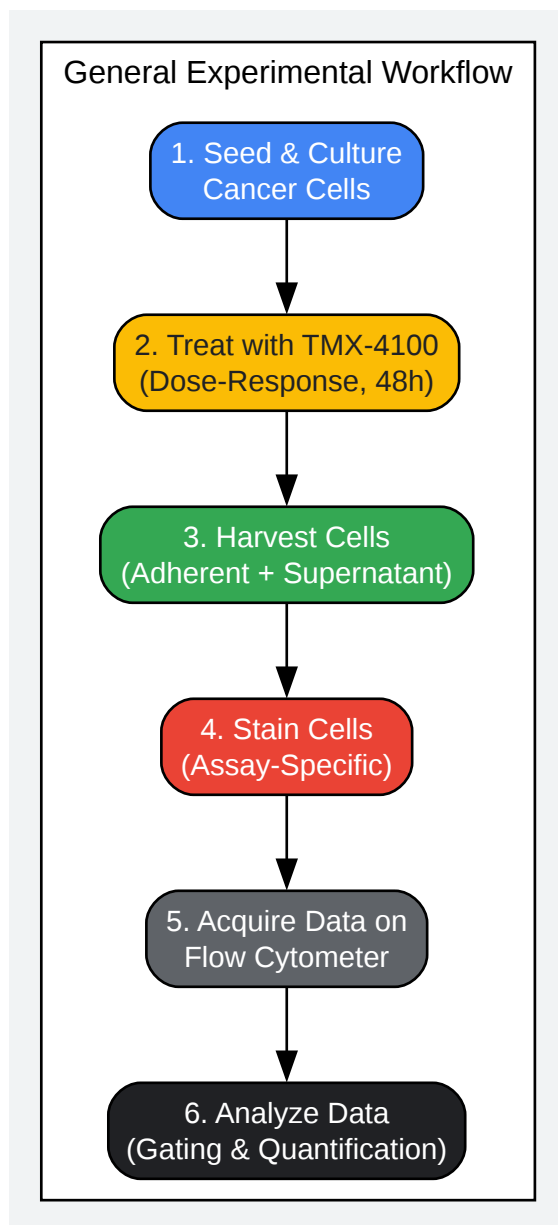 General Experimental Workflow
1. Seed & Culture
Cancer Cells
2. Treat with TMX-4100
(Dose-Response, 48h)
3. Harvest Cells
(Adherent + Supernatant)
4. Stain Cells
(Assay-Specific)
5. Acquire Data on
Flow Cytometer
6. Analyze Data
(Gating & Quantification)